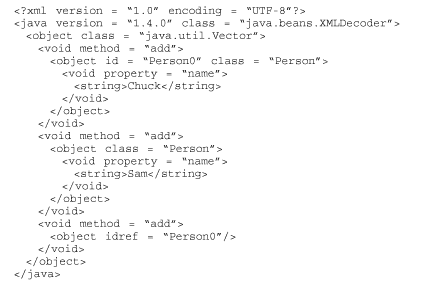 <?xml version = “1.0” encoding = “UTF-8”?>
<java version = “1.4.0” class = “java.beans.XMLDecoder”>
<object class = “java.util.Vector”>
<void method = “add”>
<object id = “Person0” class = “Person”>
<void property = “name”>
<string>Chuck</string>
</void>
</object>
</void>
<void method = “add”>
<object class = “Person”>
<void property = “name”>
<string>Sam</string>
</void>
</object>
</void>
<void method = “add”>
<object idref = “Person0”/>
</void>
</object>
</java>